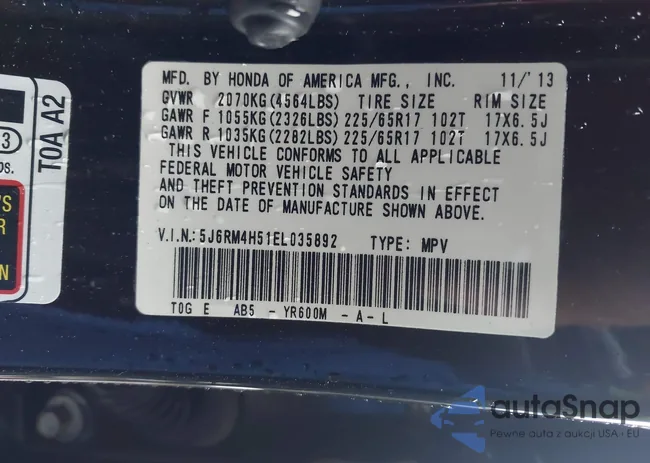 MFD. BY HONDA OF AMERICA MFG., INC. 11/'13
GVWR 2070KG(4564LBS) TIRE SIZE RIM SIZE
GAWR F 1055KG(2326LBS) 225/65R17 102T 17X6.5J
GAWR R 1035KG(2282LBS) 225/65R17 102T 17X6.5J
THIS VEHICLE CONFORMS TO ALL APPLICABLE
FEDERAL MOTOR VEHICLE SAFETY
AND THEFT PREVENTION STANDARDS IN EFFECT
ON THE DATE OF MANUFACTURE SHOWN ABOVE.
V.I.N.: 5J6RM4H51EL035892 TYPE: MPV
TOG E AB5 - YR600M - A - L
TOA A2
autoSnap
Pewne auta z aukcji USA - EU